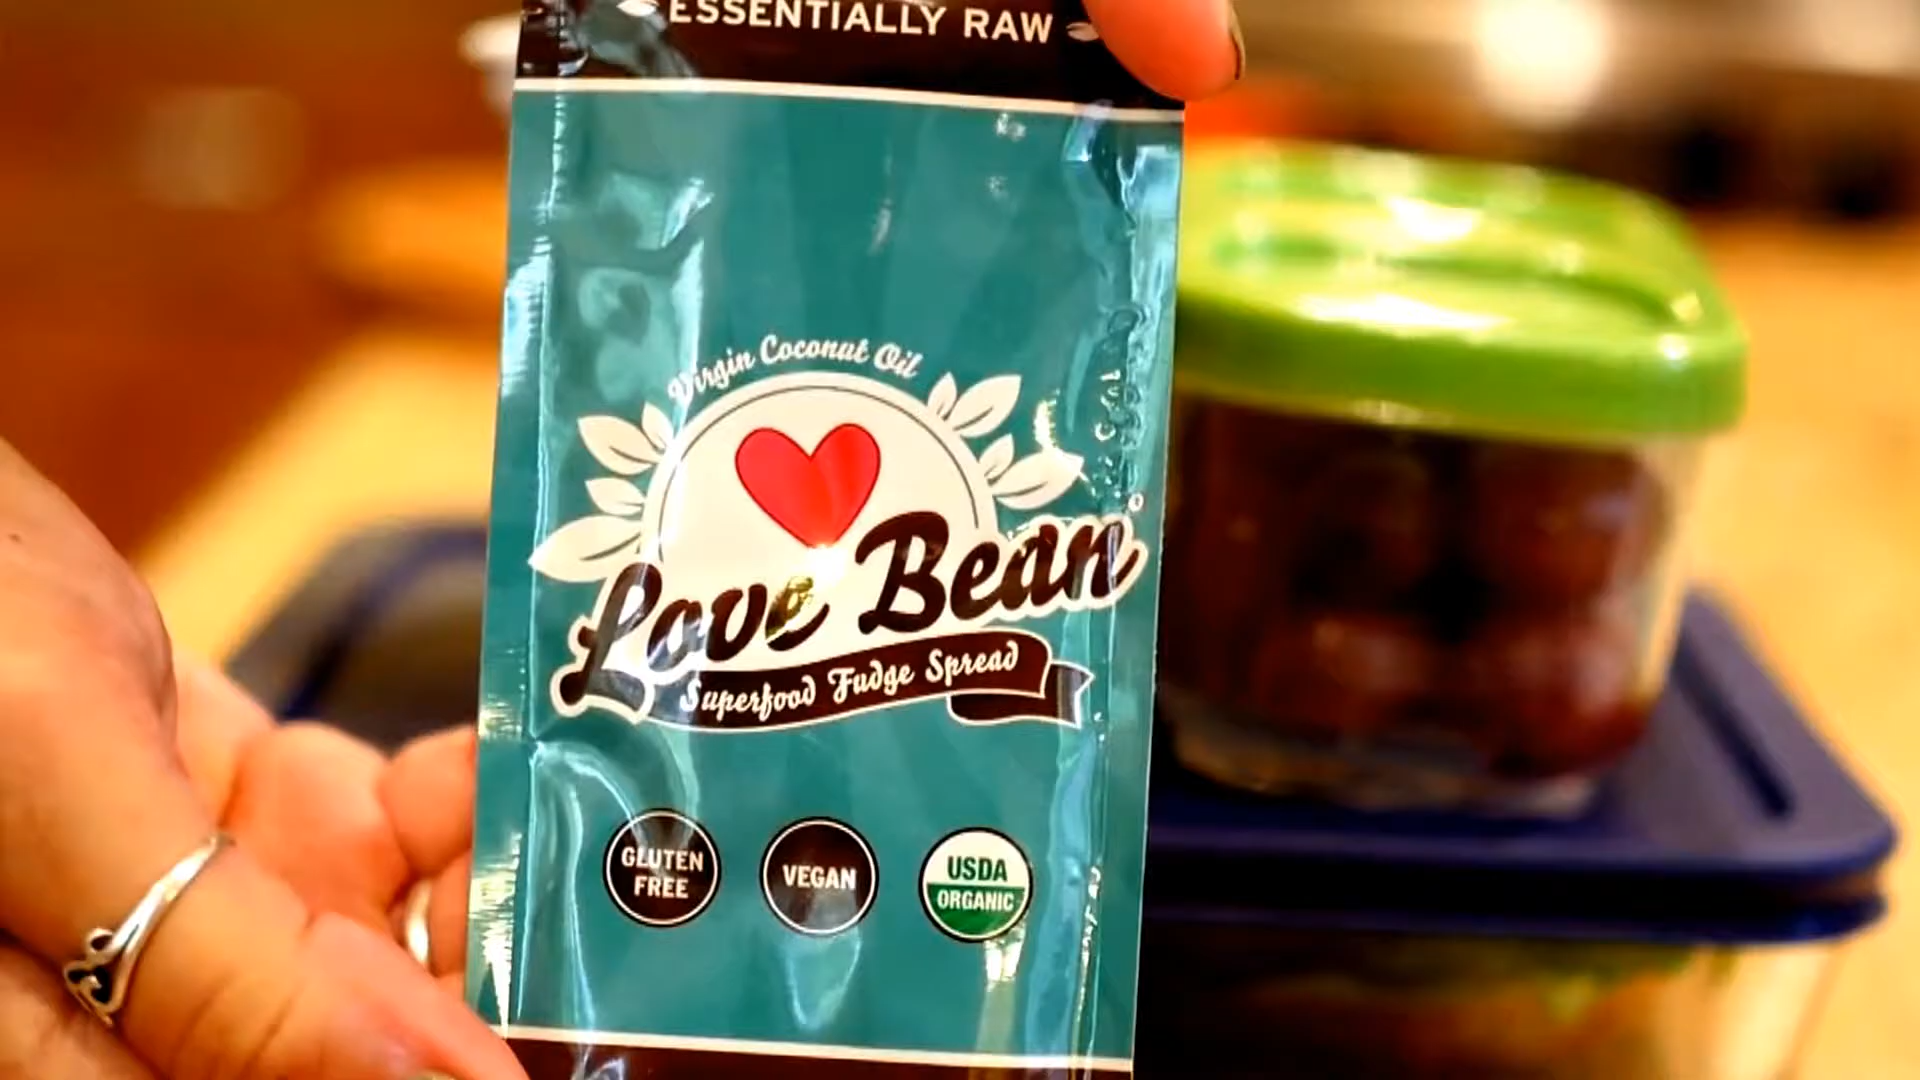 ESSENTIALLY RAW
Virgin Coconut Oil
Love Bean
Superfood Fudge Spread
GLUTEN
FREE
VEGAN
USDA
ORGANIC